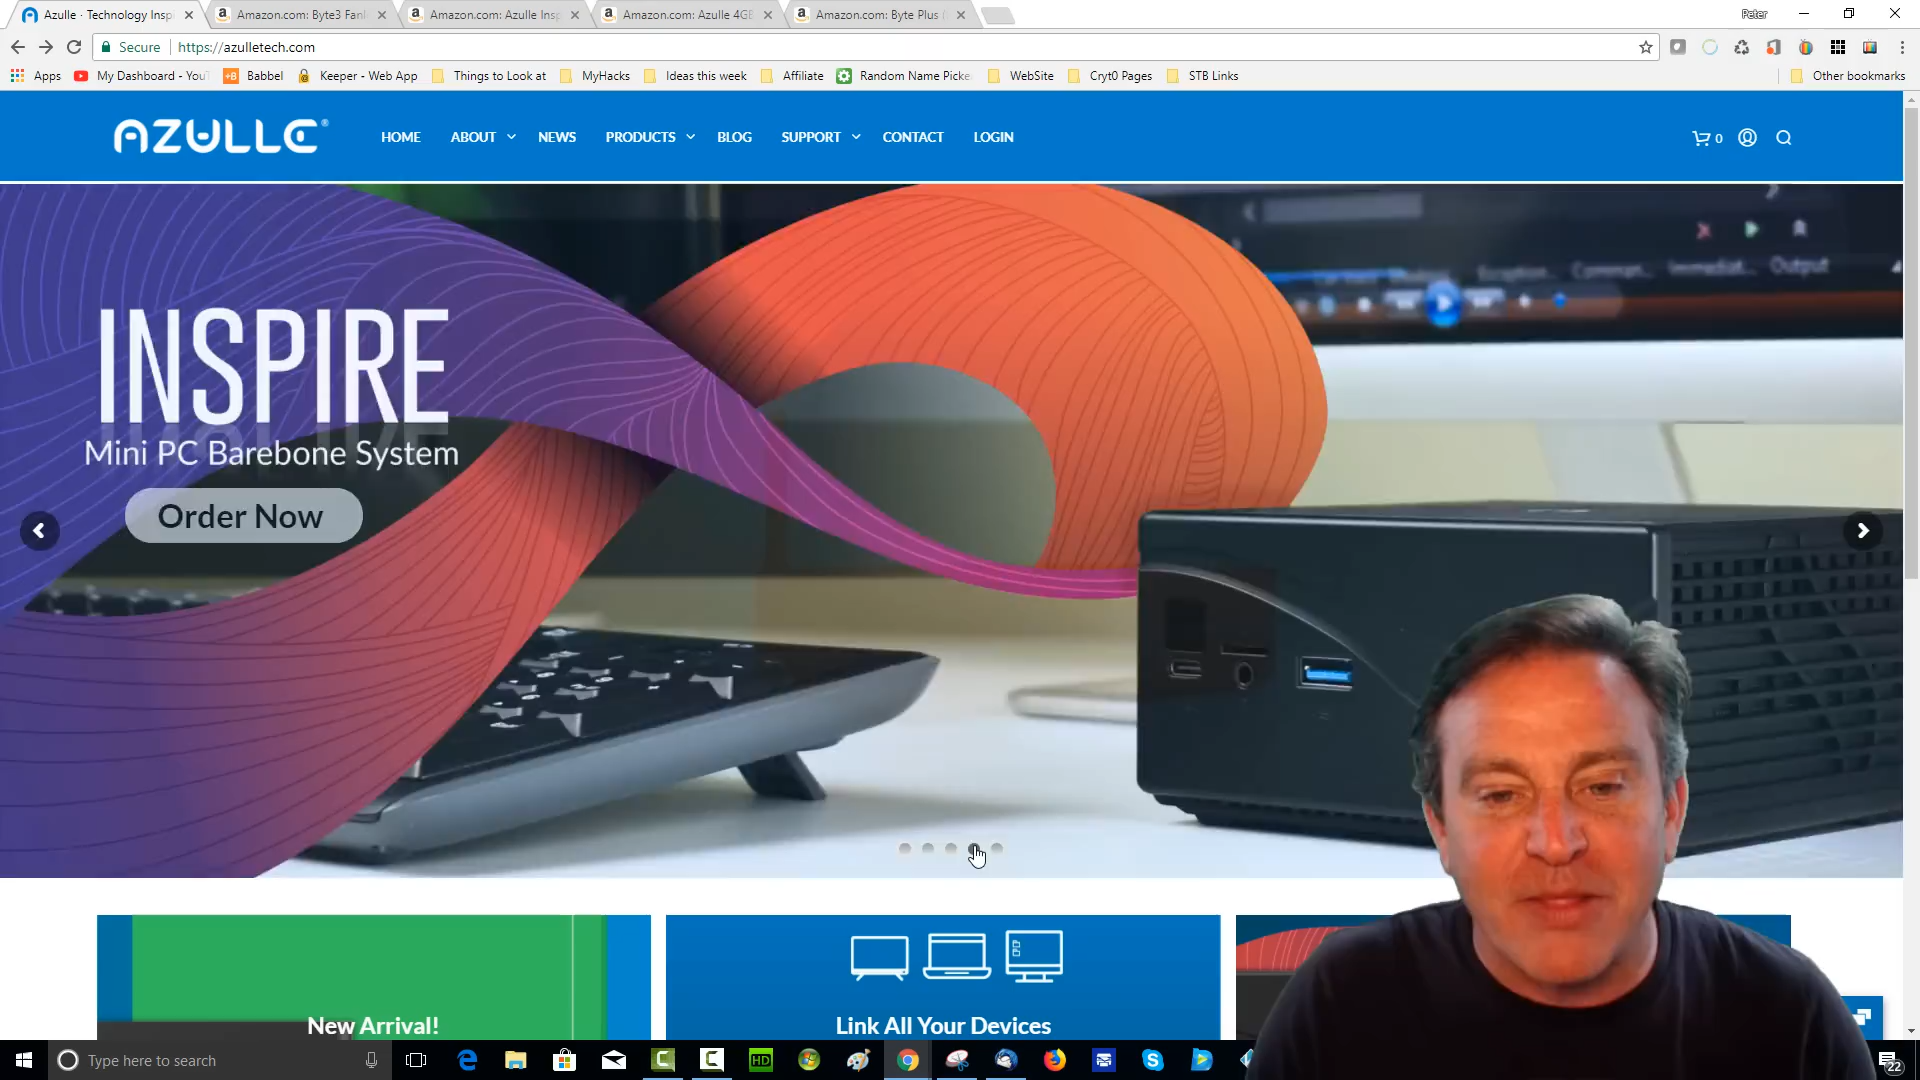 Azulle - Technology Insp
Amazon.com: Byte3 Fanl
Amazon.com: Azulle Insp
Amazon.com: Azulle 4GB
Amazon.com: Byte Plus (
Peter
Secure
https://azulletech.com
Apps
My Dashboard - YouT
Babbel
Keeper - Web App
Things to Look at
MyHacks
Ideas this week
Affiliate
Random Name Picke
WebSite
Cryt0 Pages
STB Links
Other bookmarks
AZULLE®
HOME
ABOUT
NEWS
PRODUCTS
BLOG
SUPPORT
CONTACT
LOGIN
0
Output
INSPIRE
Mini PC Barebone System
Order Now
New Arrival!
Link All Your Devices
Type here to search
HD
22